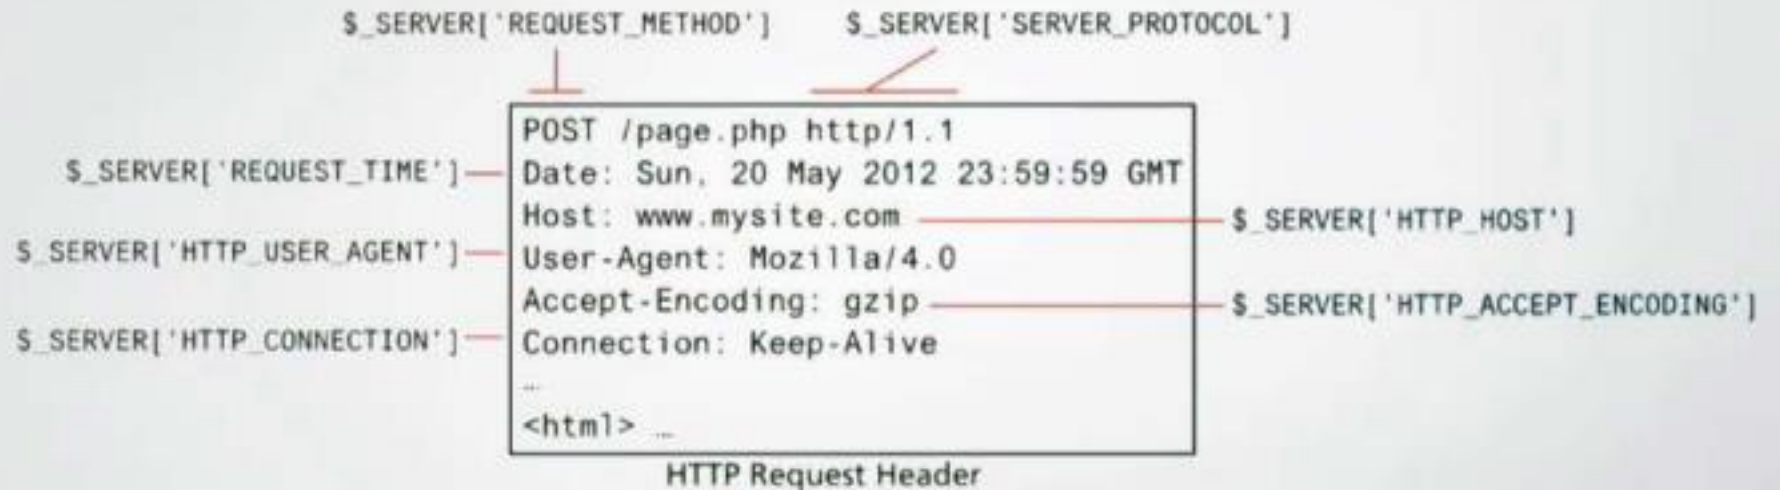 $_SERVER['REQUEST_METHOD'] $_SERVER['SERVER_PROTOCOL']
POST /page.php http/1.1
$_SERVER['REQUEST_TIME'] Date: Sun, 20 May 2012 23:59:59 GMT
Host: www.mysite.com $_SERVER['HTTP_HOST']
$_SERVER['HTTP_USER_AGENT'] User-Agent: Mozilla/4.0
Accept-Encoding: gzip $_SERVER['HTTP_ACCEPT_ENCODING']
$_SERVER['HTTP_CONNECTION'] Connection: Keep-Alive
…
<html> …
HTTP Request Header